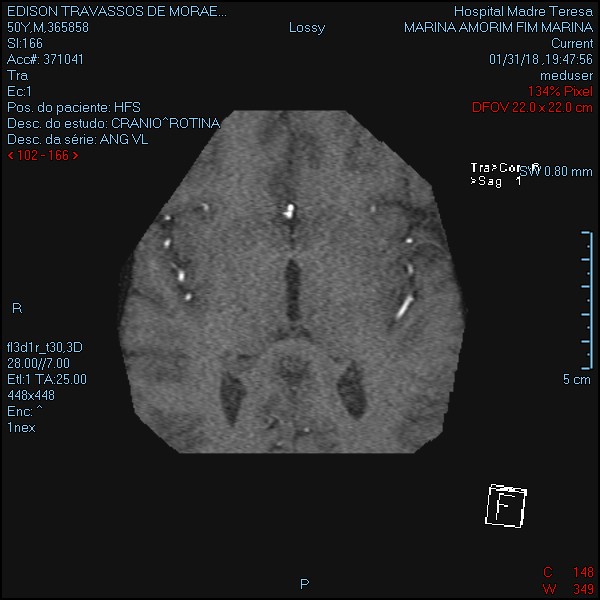 EDISON TRAVASSOS DE MORAE...
50Y,M,365858
Sl:166
Acc#: 371041
Tra
Ec:1
Pos. do paciente: HFS
Desc. do estudo: CRANIO^ROTINA
Desc. da série: ANG VL
< 102 - 166 >
Lossy
Hospital Madre Teresa
MARINA AMORIM FIM MARINA
Current
01/31/18 ,19:47:56
meduser
134% Pixel
DFOV 22.0 x 22.0 cm
SW 0.80 mm
Tra>Cor
>Sag 1
R
fl3d1r_t30,3D
28.00//7.00
Etl:1 TA:25.00
448x448
Enc: ^
1nex
5 cm
F
P
C 148
W 349